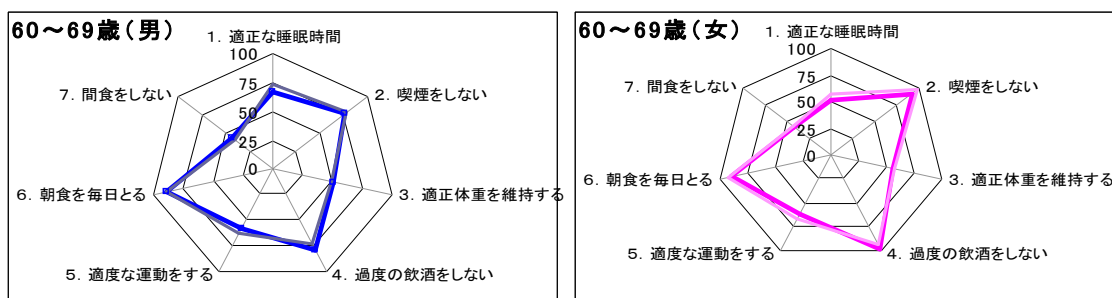 60～69歳（男）
1．適正な睡眠時間
100
75
50
25
0
2．喫煙をしない
3．適正体重を維持する
4．過度の飲酒をしない
5．適度な運動をする
6．朝食を毎日とる
7．間食をしない
60～69歳（女）
1．適正な睡眠時間
100
75
50
25
0
2．喫煙をしない
3．適正体重を維持する
4．過度の飲酒をしない
5．適度な運動をする
6．朝食を毎日とる
7．間食をしない